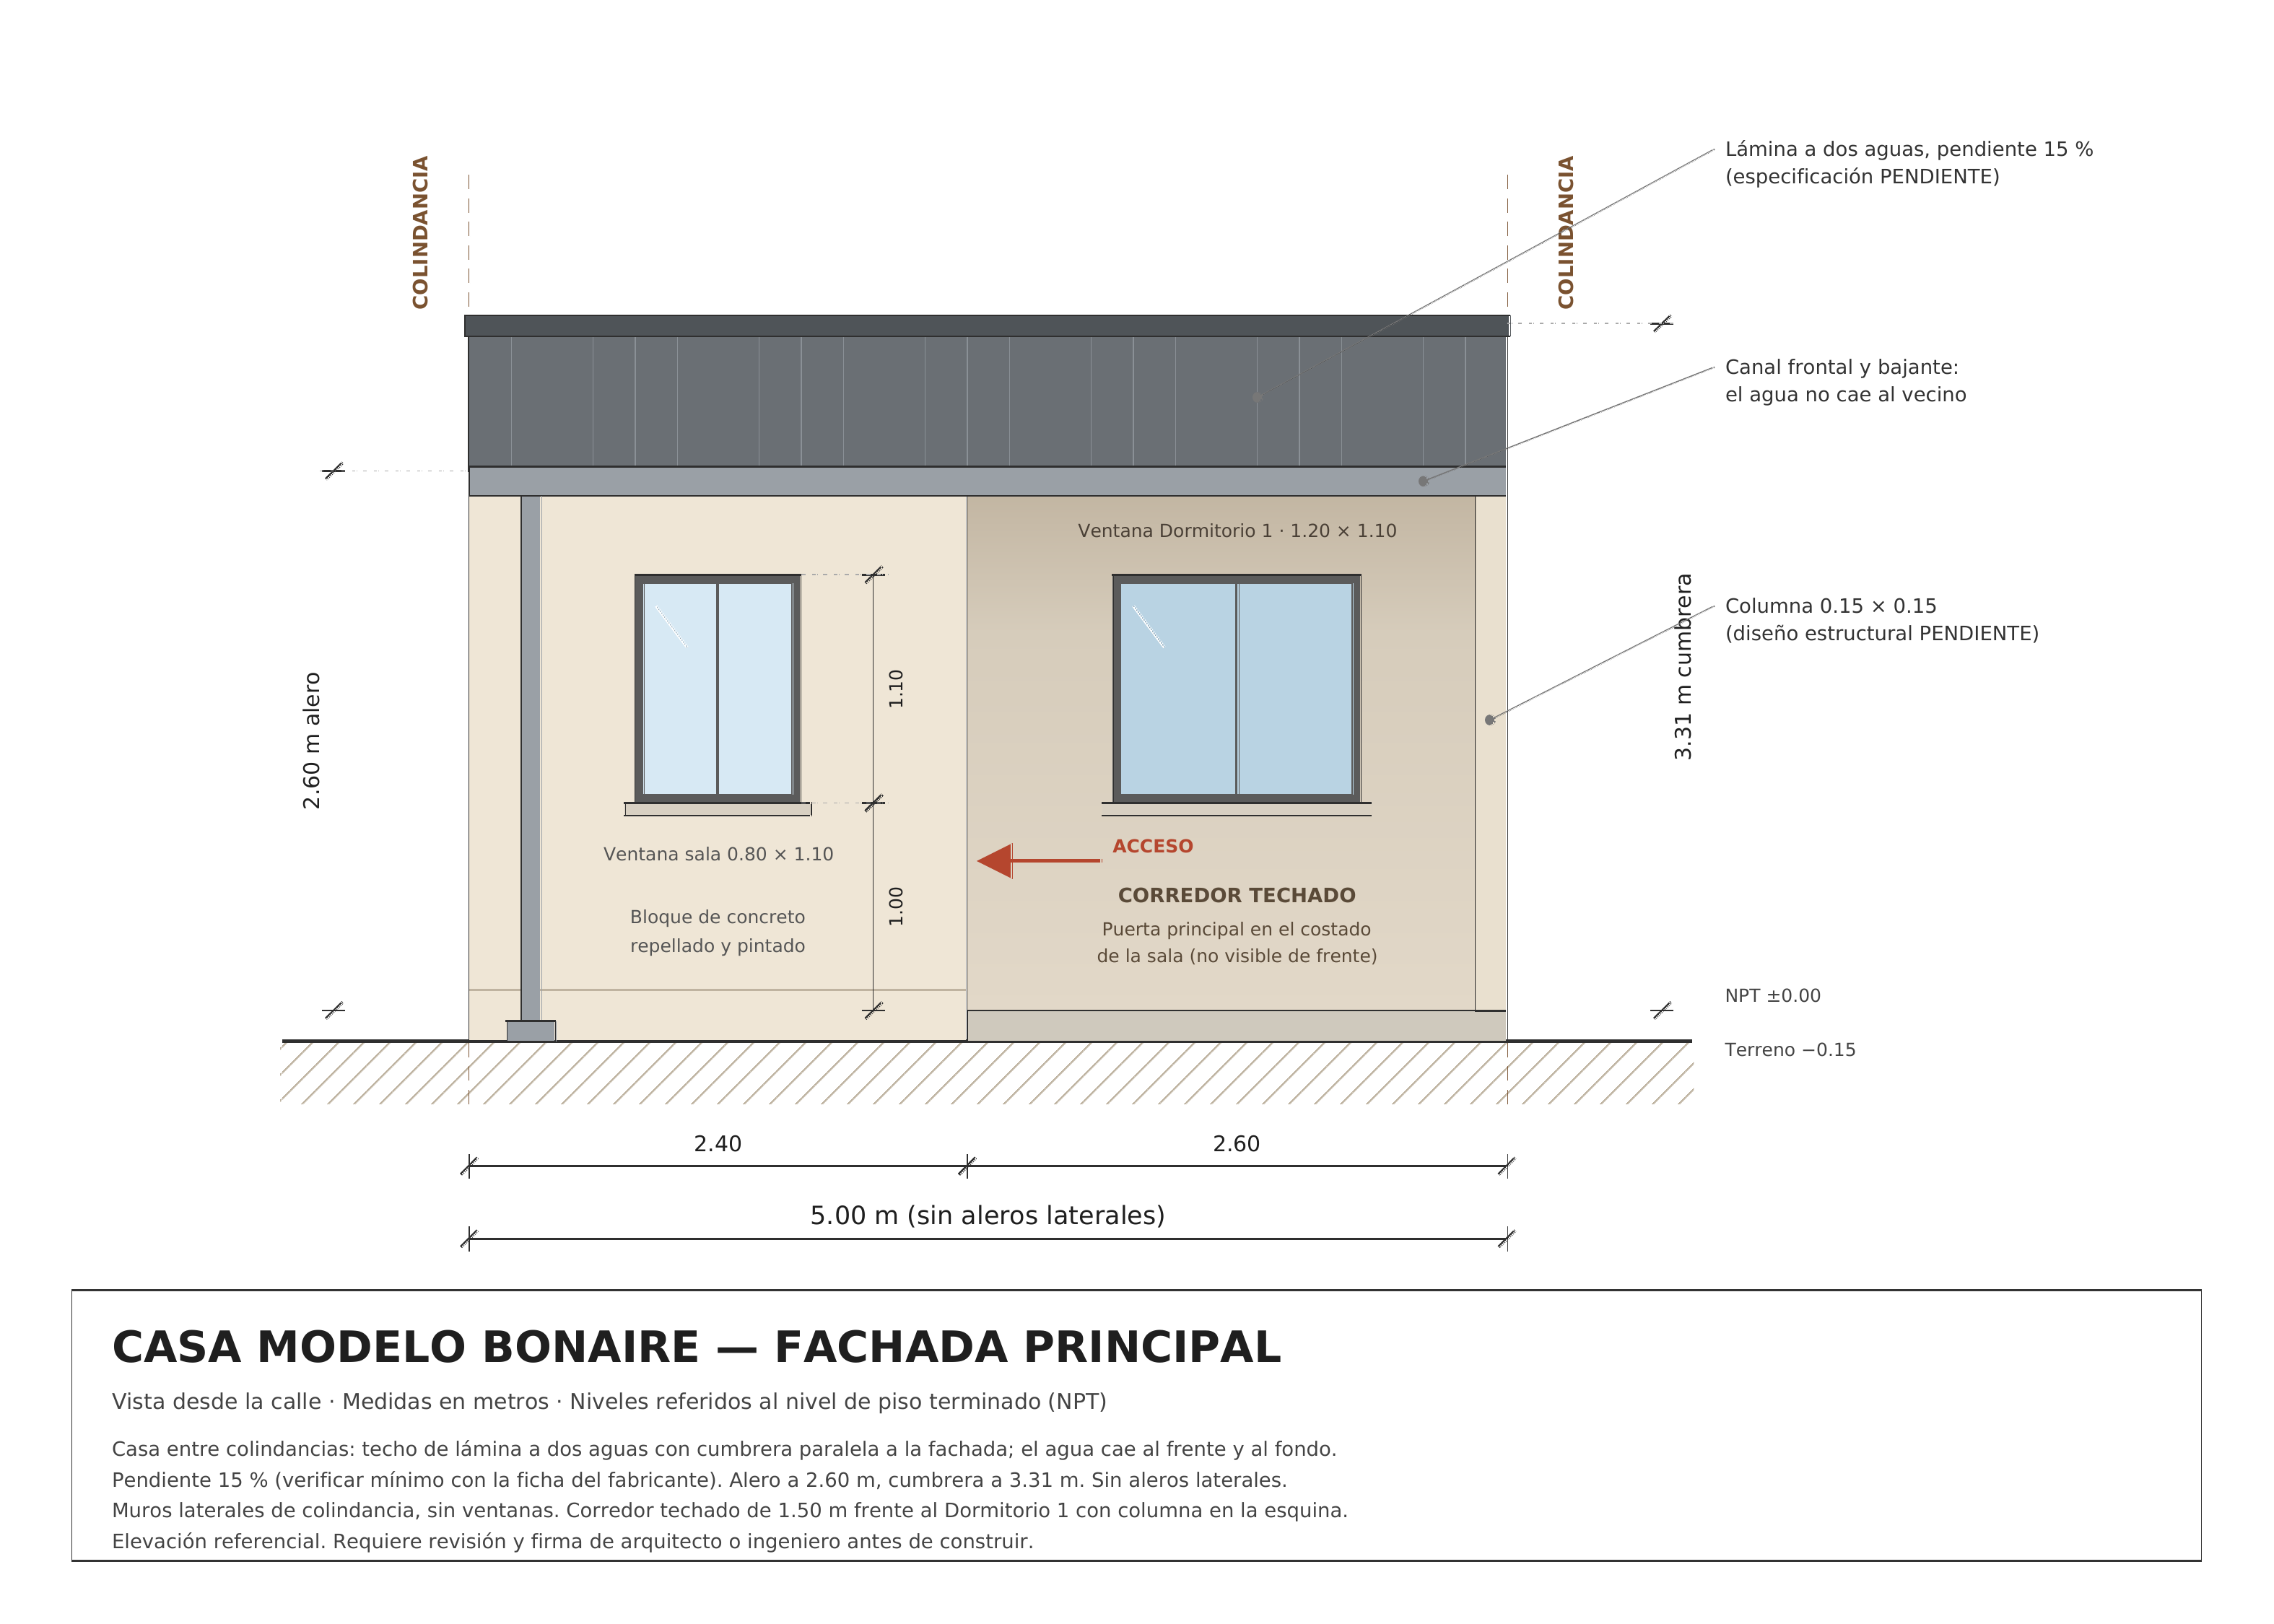 COLINDANCIA
COLINDANCIA
Lámina a dos aguas, pendiente 15 %
(especificación PENDIENTE)
Canal frontal y bajante:
el agua no cae al vecino
Ventana Dormitorio 1 · 1.20 × 1.10
Columna 0.15 × 0.15
(diseño estructural PENDIENTE)
2.60 m alero
1.10
3.31 m cumbrera
Ventana sala 0.80 × 1.10
ACCESO
CORREDOR TECHADO
Bloque de concreto
repellado y pintado
1.00
Puerta principal en el costado
de la sala (no visible de frente)
NPT ±0.00
Terreno −0.15
2.40
2.60
5.00 m (sin aleros laterales)
CASA MODELO BONAIRE — FACHADA PRINCIPAL
Vista desde la calle · Medidas en metros · Niveles referidos al nivel de piso terminado (NPT)
Casa entre colindancias: techo de lámina a dos aguas con cumbrera paralela a la fachada; el agua cae al frente y al fondo.
Pendiente 15 % (verificar mínimo con la ficha del fabricante). Alero a 2.60 m, cumbrera a 3.31 m. Sin aleros laterales.
Muros laterales de colindancia, sin ventanas. Corredor techado de 1.50 m frente al Dormitorio 1 con columna en la esquina.
Elevación referencial. Requiere revisión y firma de arquitecto o ingeniero antes de construir.